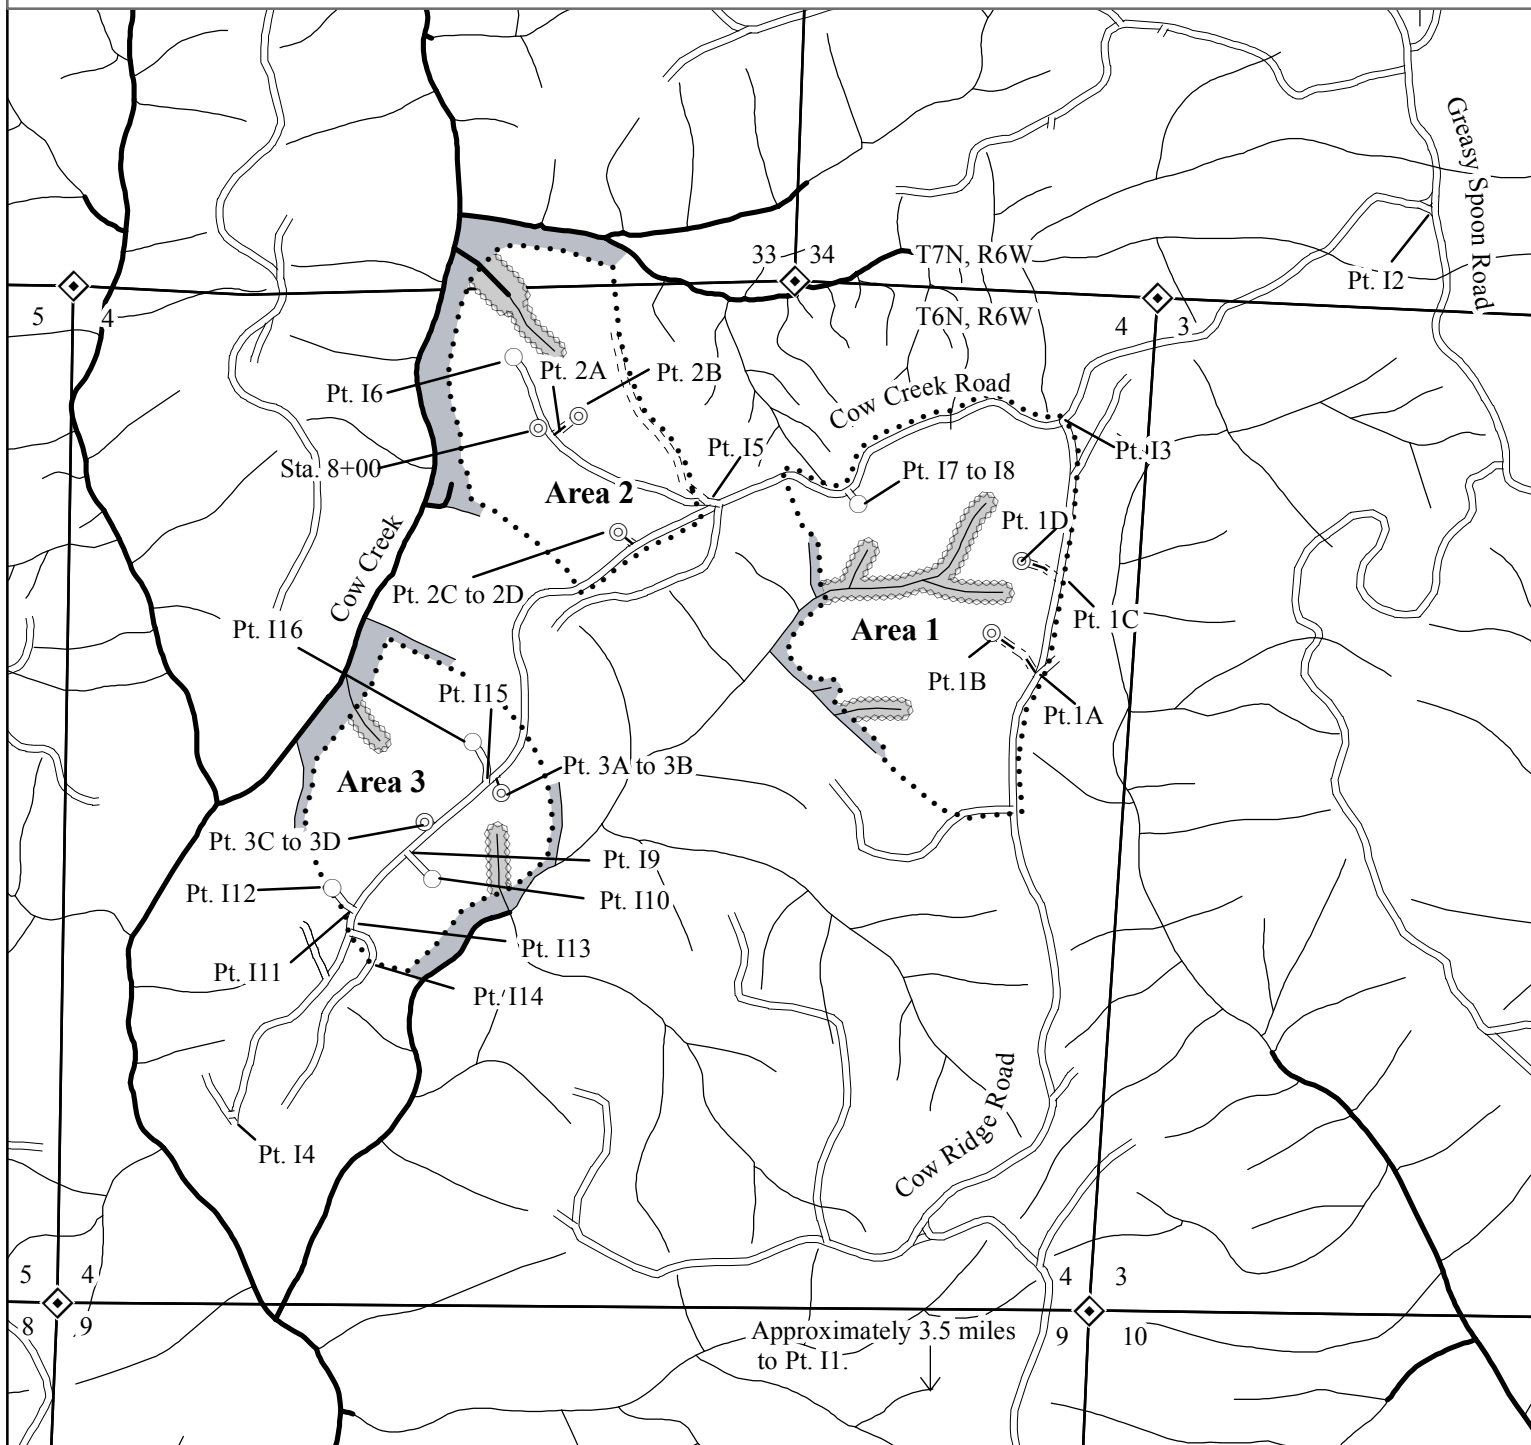 Greasy Spoon Road
33 34
T7N, R6W
Pt. I2
5 4
T6N, R6W
4 3
Pt. 2A
Pt. 2B
Pt. I6
Cow Creek Road
Pt. I5
Pt. I3
Sta. 8+00
Pt. I7 to I8
Area 2
Pt. 1D
Cow Creek
Pt. 2C to 2D
Pt. 1C
Pt. I16
Area 1
Pt.1B
Pt. I15
Pt.1A
Pt. 3A to 3B
Area 3
Pt. 3C to 3D
Pt. I9
Pt. I12
Pt. I10
Pt. I13
Pt. I11
Pt. I14
Cow Ridge Road
Pt. I4
5 4
4 3
8 9
Approximately 3.5 miles
to Pt. I1.
9 10